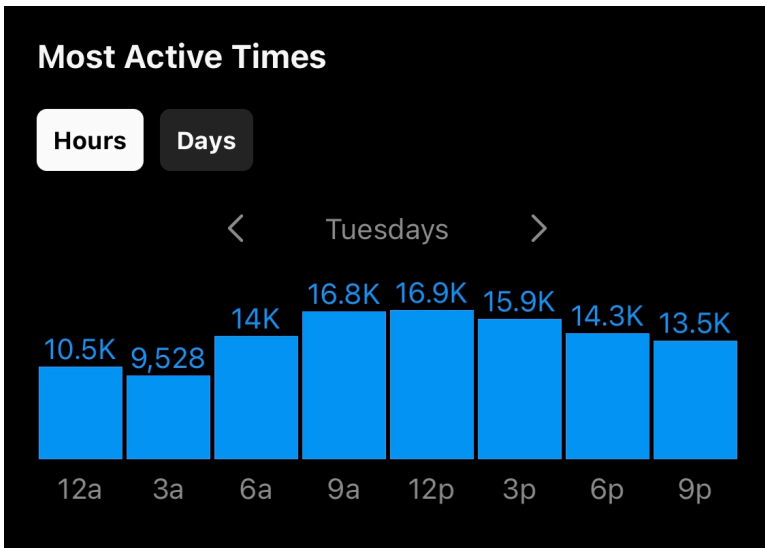 Most Active Times
Hours Days
Tuesdays
10.5K 9,528 14K 16.8K 16.9K 15.9K 14.3K 13.5K
12a 3a 6a 9a 12p 3p 6p 9p